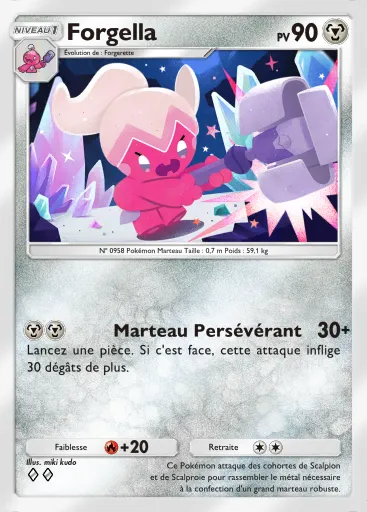 NIVEAU 1
Forgella
PV 90
Évolution de : Forgerette
N° 0958 Pokémon Marteau Taille : 0,7 m Poids : 59,1 kg
Marteau Persévérant 30+
Lancez une pièce. Si c'est face, cette attaque inflige
30 dégâts de plus.
Faiblesse +20
Retraite
Illus. miki kudo
Ce Pokémon attaque des cohortes de Scalpion
et de Scalproie pour rassembler le métal nécessaire
à la confection d'un grand marteau robuste.